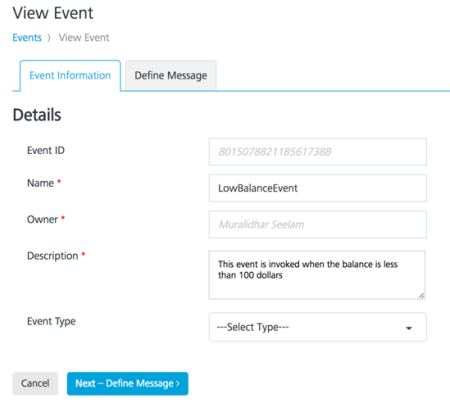 View Event
Events 〉 View Event
Event Information
Define Message
Details
Event ID
8015078821185617388
Name *
LowBalanceEvent
Owner *
Muralidhar Seelam
Description *
This event is invoked when the balance is less
than 100 dollars
Event Type
---Select Type---
Cancel
Next – Define Message >